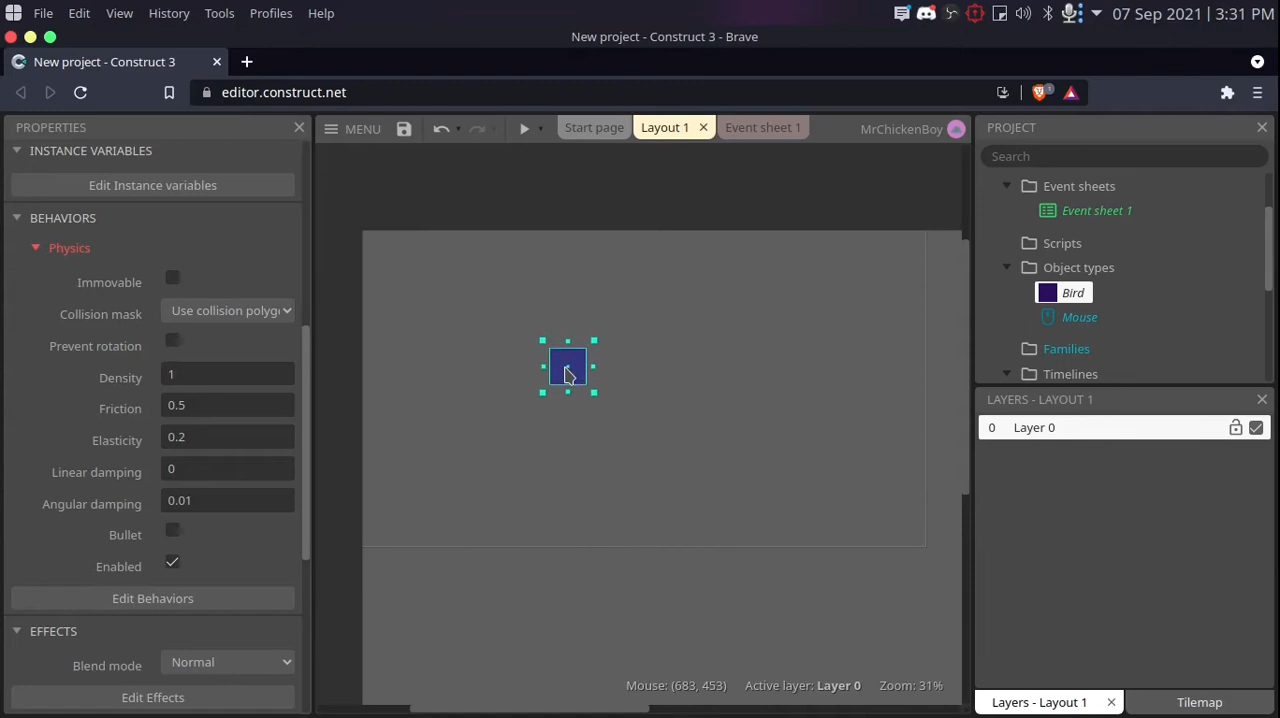 File Edit View History Tools Profiles Help 07 Sep 2021 | 3:31 PM
New project - Construct 3 - Brave
New project - Construct 3
editor.construct.net 1
PROPERTIES
INSTANCE VARIABLES
Edit Instance variables
BEHAVIORS
Physics
Immovable
Collision mask Use collision polygo
Prevent rotation
Density 1
Friction 0.5
Elasticity 0.2
Linear damping 0
Angular damping 0.01
Bullet
Enabled
Edit Behaviors
EFFECTS
Blend mode Normal
Edit Effects
MENU Start page Layout 1 Event sheet 1 MrChickenBoy
Mouse: (683, 453) Active layer: Layer 0 Zoom: 31%
PROJECT
Search
Event sheets
Event sheet 1
Scripts
Object types
Bird
Mouse
Families
Timelines
LAYERS - LAYOUT 1
0 Layer 0
Layers - Layout 1 Tilemap